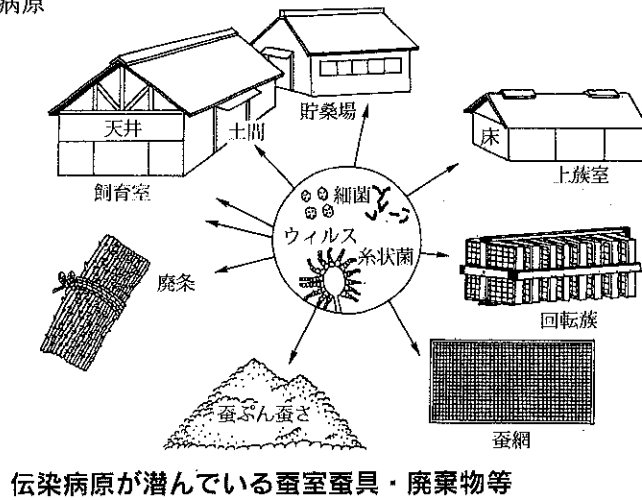 病原
貯桑場
天井
土間
飼育室
床
上蔟室
細菌
ウィルス
糸状菌
廃条
回転蔟
蚕ぷん蚕さ
蚕網
伝染病原が潜んでいる蚕室蚕具・廃棄物等